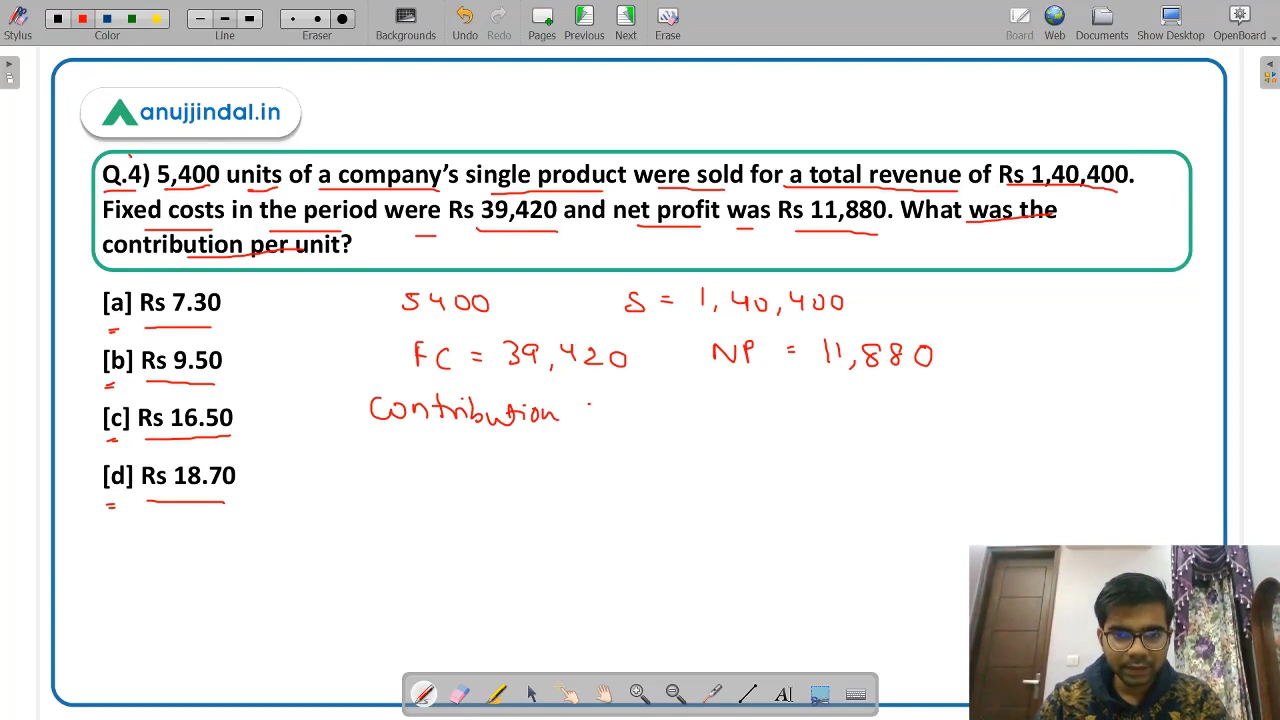 Stylus
Color
Line
Eraser
Backgrounds
Undo
Redo
Pages
Previous
Next
Erase
Board
Web
Documents
Show Desktop
OpenBoard
anujjindal.in
Q.4) 5,400 units of a company’s single product were sold for a total revenue of Rs 1,40,400.
Fixed costs in the period were Rs 39,420 and net profit was Rs 11,880. What was the
contribution per unit?
[a] Rs 7.30
[b] Rs 9.50
[c] Rs 16.50
[d] Rs 18.70
5400 S = 1,40,400
FC = 39,420 NP = 11,880
Contribution